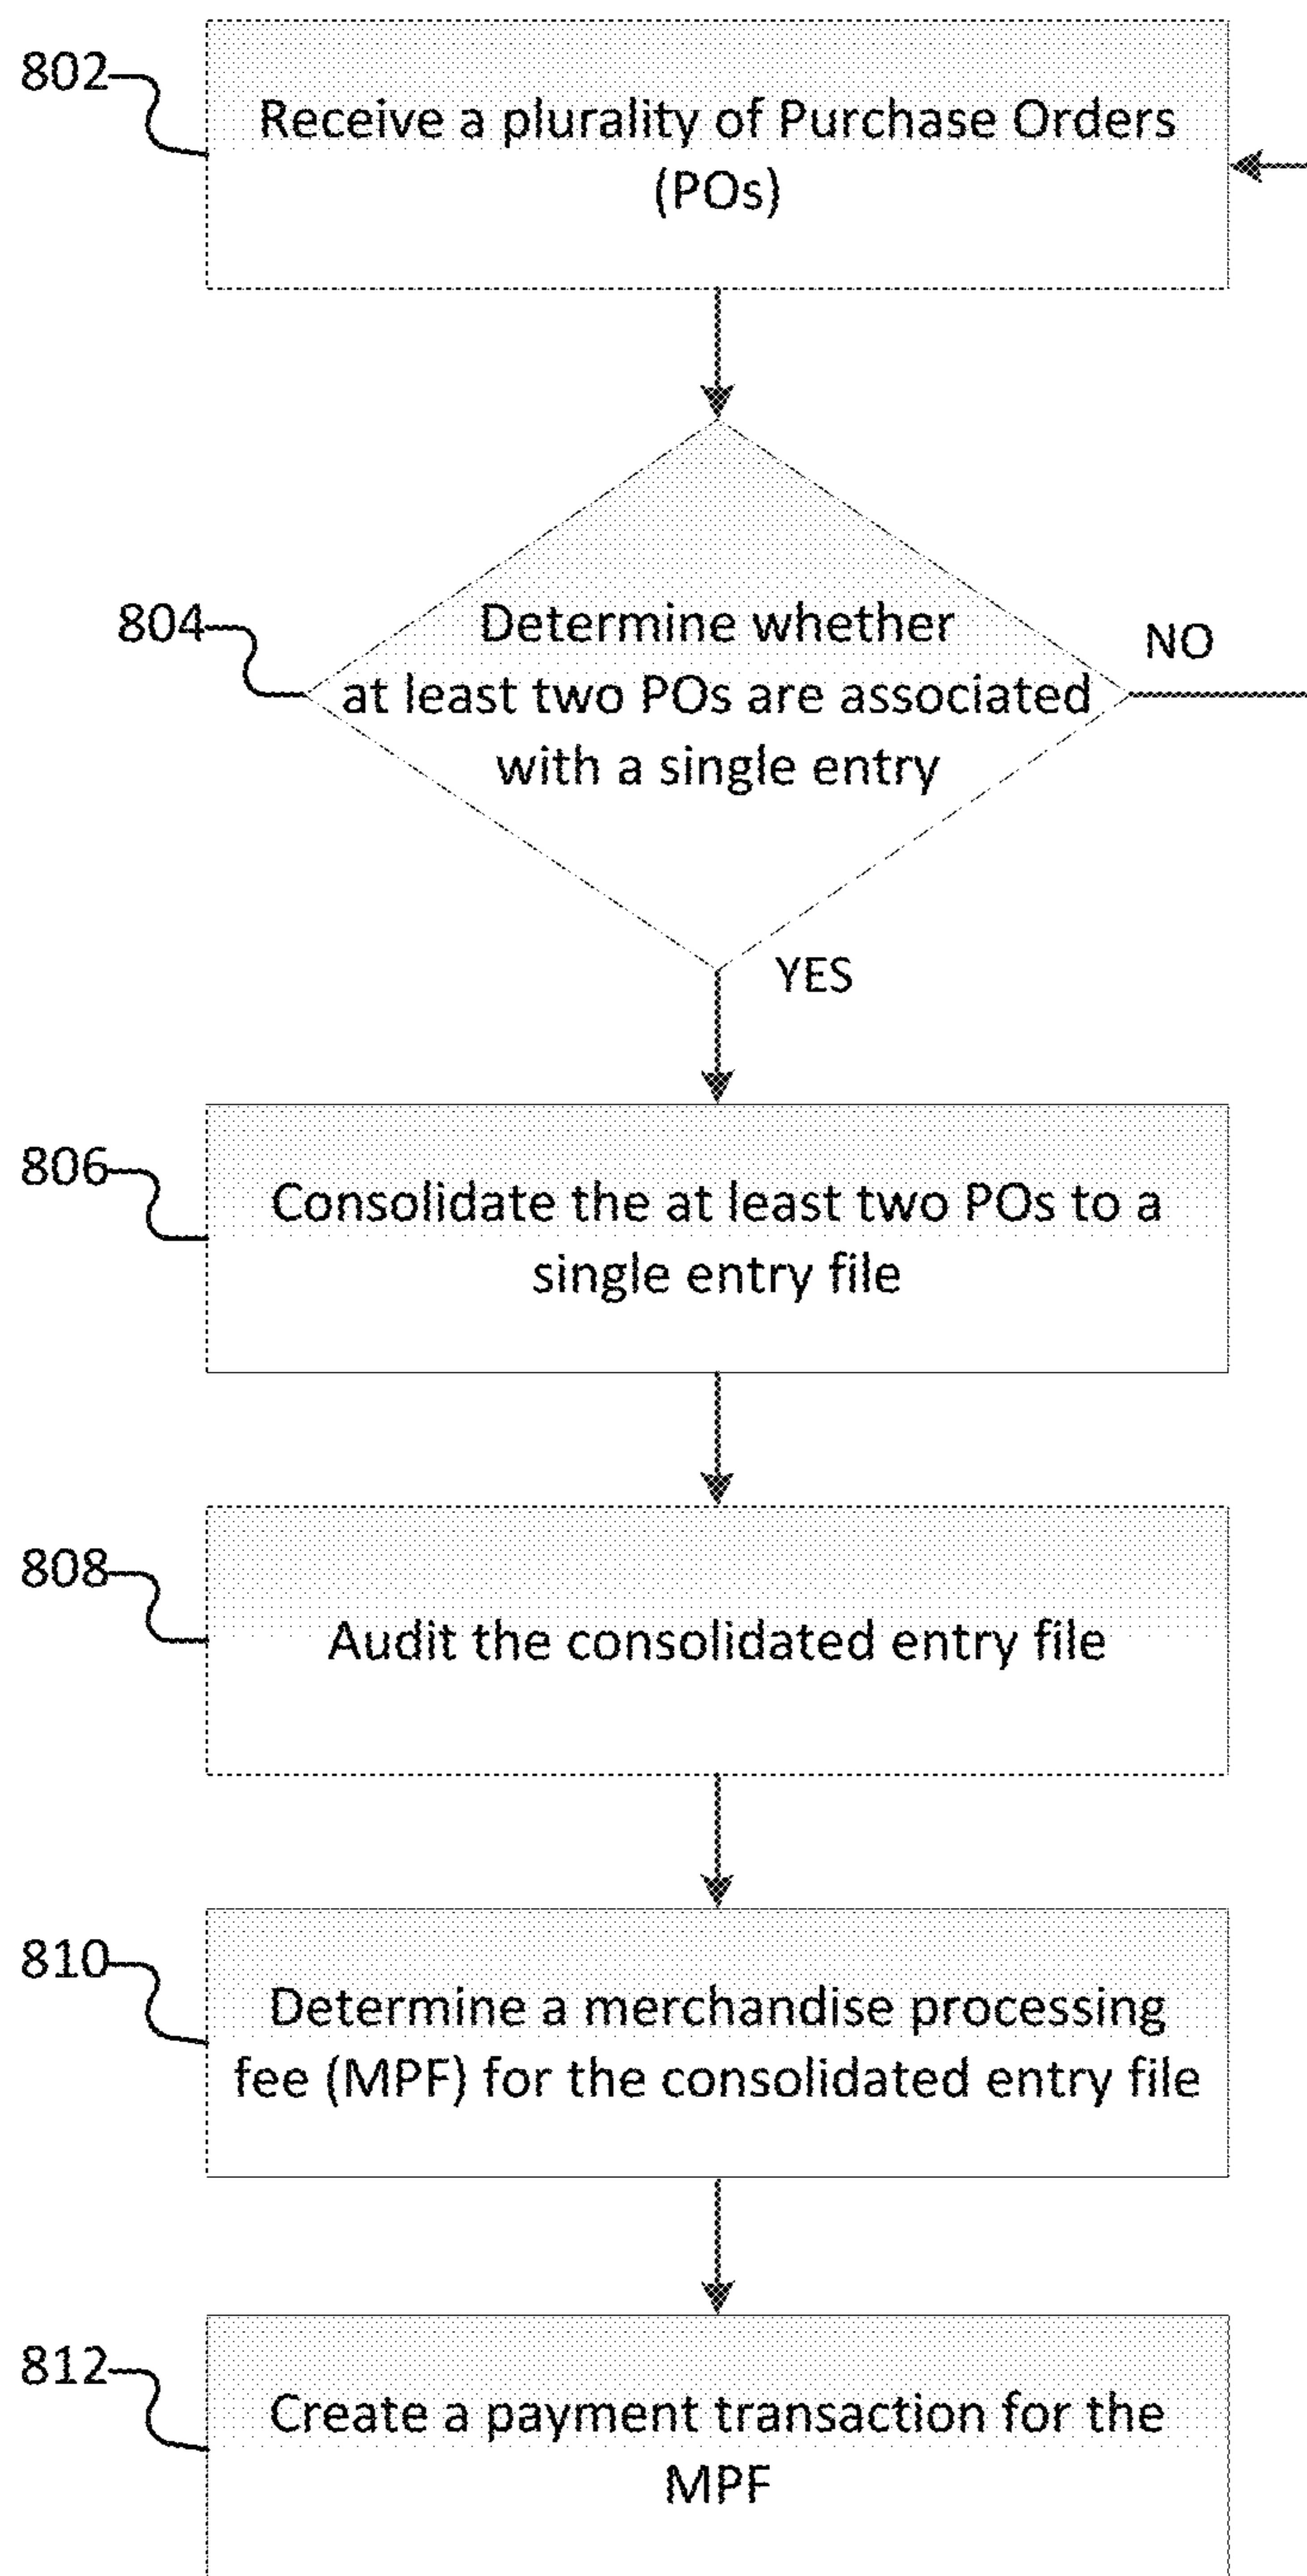 802
Receive a plurality of Purchase Orders
(POs)
804
Determine whether
at least two POs are associated
with a single entry
NO
YES
806
Consolidate the at least two POs to a
single entry file
808
Audit the consolidated entry file
810
Determine a merchandise processing
fee (MPF) for the consolidated entry file
812
Create a payment transaction for the
MPF